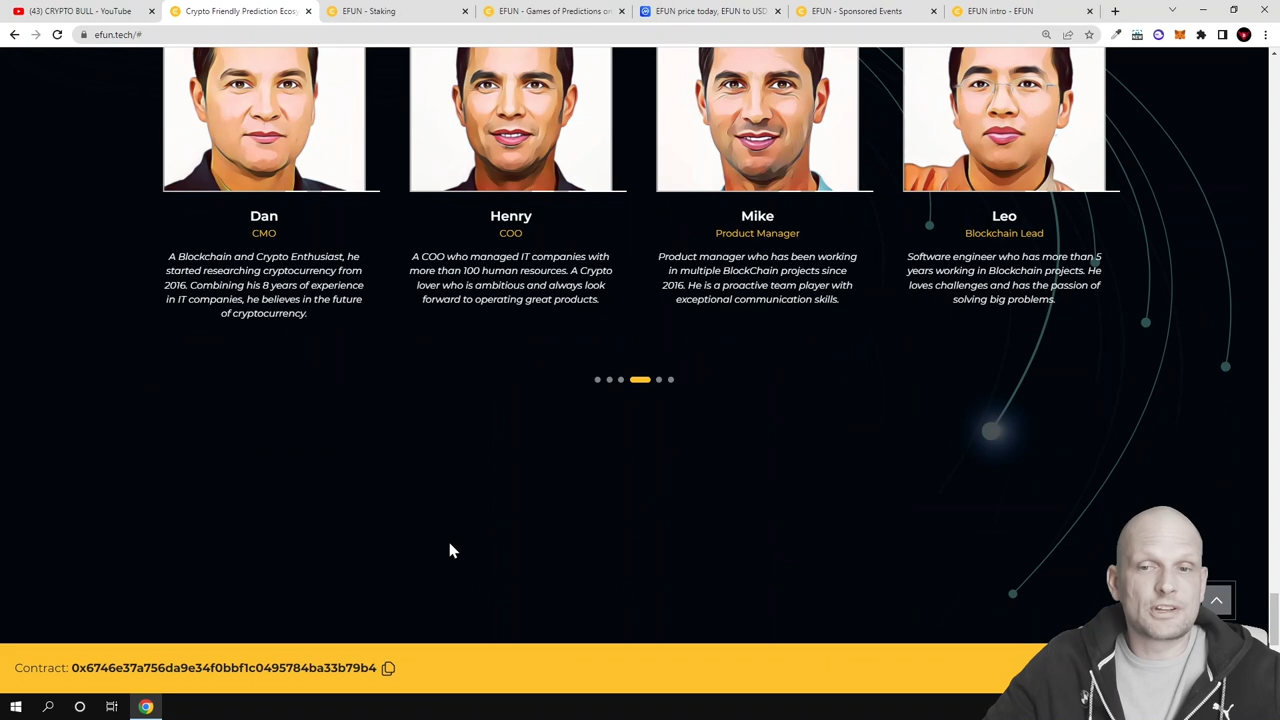 (43) CRYPTO BULL - YouTube
Crypto Friendly Prediction Ecos
EFUN - Staking
EFUN - Games of Predictions on
EFUN price today, EFUN to USD
EFUN - Sponsored Events
EFUN intro - EFUN
efun.tech/#
Dan
CMO
A Blockchain and Crypto Enthusiast, he
started researching cryptocurrency from
2016. Combining his 8 years of experience
in IT companies, he believes in the future
of cryptocurrency.
Henry
COO
A COO who managed IT companies with
more than 100 human resources. A Crypto
lover who is ambitious and always look
forward to operating great products.
Mike
Product Manager
Product manager who has been working
in multiple BlockChain projects since
2016. He is a proactive team player with
exceptional communication skills.
Leo
Blockchain Lead
Software engineer who has more than 5
years working in Blockchain projects. He
loves challenges and has the passion of
solving big problems.
Contract: 0x6746e37a756da9e34f0bbf1c0495784ba33b79b4